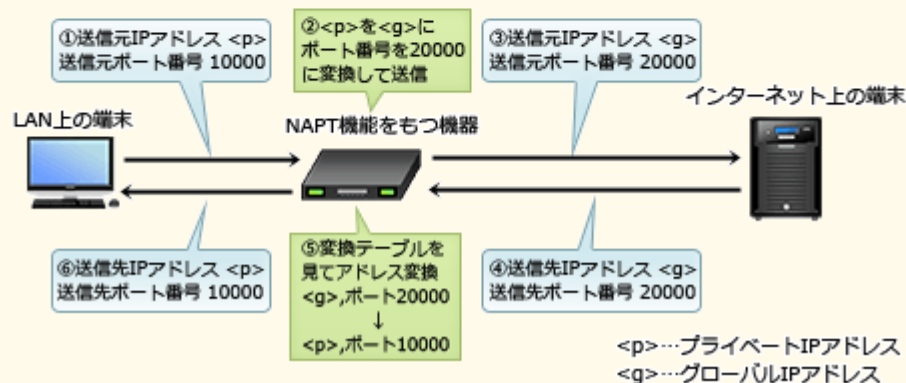 ①送信元IPアドレス <p>
送信元ポート番号 10000
②<p>を<g>に
ポート番号を20000
に変換して送信
③送信元IPアドレス <g>
送信元ポート番号 20000
LAN上の端末
NAPT機能をもつ機器
インターネット上の端末
⑥送信先IPアドレス <p>
送信先ポート番号 10000
⑤変換テーブルを
見てアドレス変換
<g>,ポート20000
↓
<p>,ポート10000
④送信先IPアドレス <g>
送信先ポート番号 20000
<p>…プライベートIPアドレス
<g>…グローバルIPアドレス